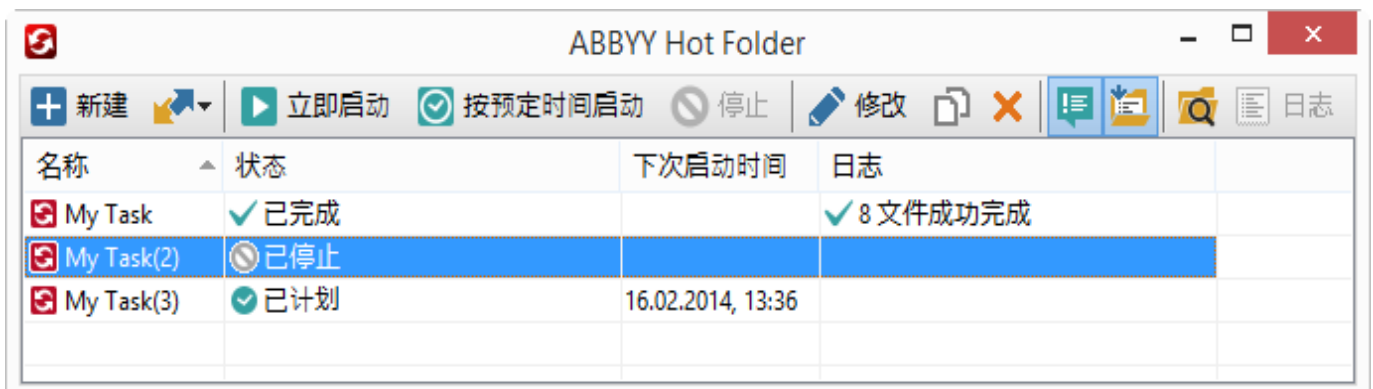 ABBYY Hot Folder
新建 立即启动 按预定时间启动 停止 修改 日志
名称 状态 下次启动时间 日志
My Task 已完成 8 文件成功完成
My Task(2) 已停止
My Task(3) 已计划 16.02.2014, 13:36